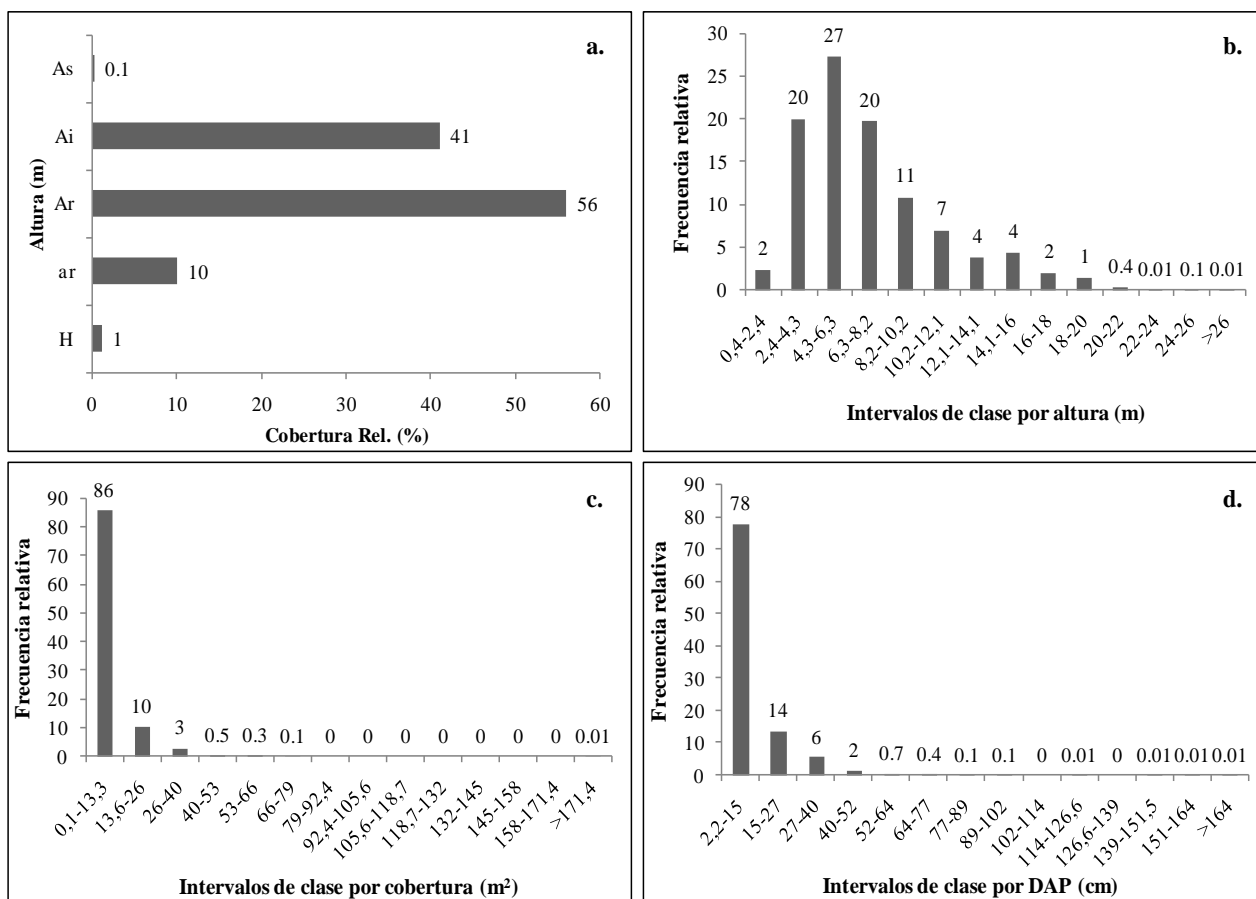 a.
Altura (m)
As
0.1
Ai
41
Ar
56
ar
10
H
1
0 10 20 30 40 50 60
Cobertura Rel. (%)
b.
Frecuencia relativa
30
25
20
15
10
5
0
2 20 27 20 11 7 4 4 2 1 0.4 0.01 0.1 0.01
0,4-2,4 2,4-4,3 4,3-6,3 6,3-8,2 8,2-10,2 10,2-12,1 12,1-14,1 14,1-16 16-18 18-20 20-22 22-24 24-26 >26
Intervalos de clase por altura (m)
c.
Frecuencia relativa
90
80
70
60
50
40
30
20
10
0
86 10 3 0.5 0.3 0.1 0 0 0 0 0 0 0 0.01
0,1-13,3 13,6-26 26-40 40-53 53-66 66-79 79-92,4 92,4-105,6 105,6-118,7 118,7-132 132-145 145-158 158-171,4 >171,4
Intervalos de clase por cobertura (m²)
d.
Frecuencia relativa
90
80
70
60
50
40
30
20
10
0
78 14 6 2 0.7 0.4 0.1 0.1 0 0.01 0 0.01 0.01 0.01
2,2-15 15-27 27-40 40-52 52-64 64-77 77-89 89-102 102-114 114-126,6 126,6-139 139-151,5 151-164 >164
Intervalos de clase por DAP (cm)